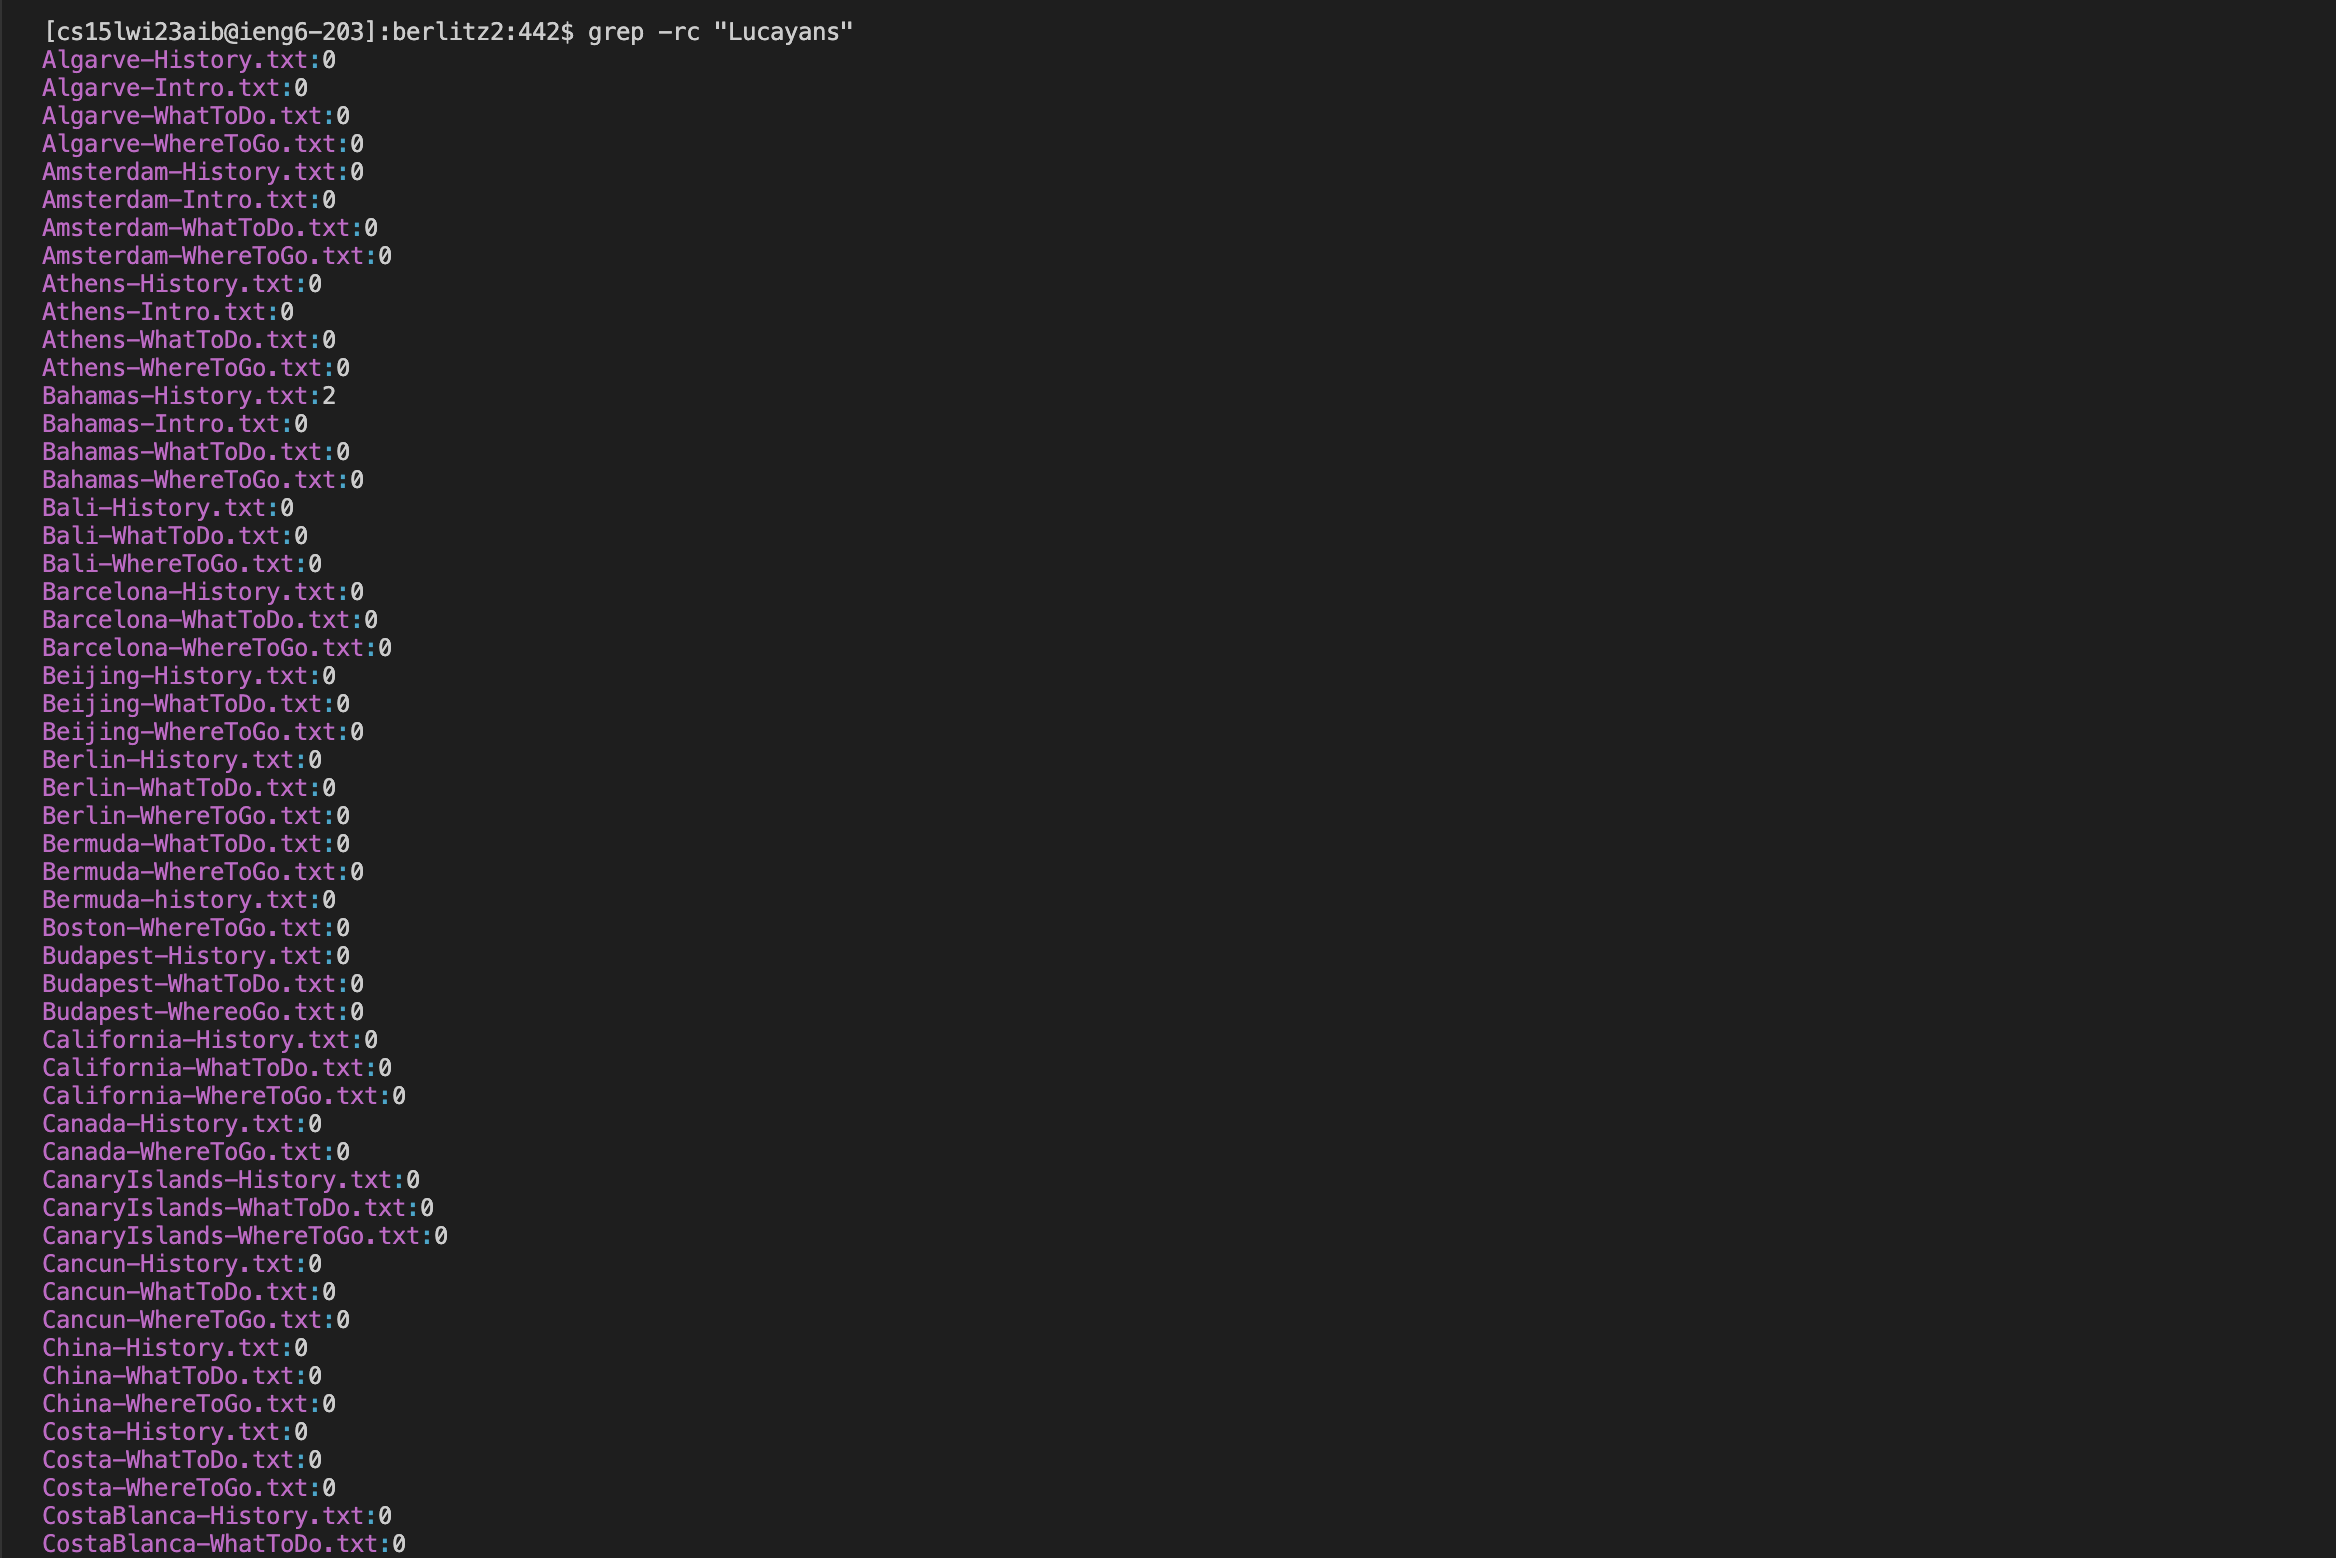 [cs15lwi23aib@ieng6-203]:berlitz2:442$ grep -rc "Lucayans"
Algarve-History.txt:0
Algarve-Intro.txt:0
Algarve-WhatToDo.txt:0
Algarve-WhereToGo.txt:0
Amsterdam-History.txt:0
Amsterdam-Intro.txt:0
Amsterdam-WhatToDo.txt:0
Amsterdam-WhereToGo.txt:0
Athens-History.txt:0
Athens-Intro.txt:0
Athens-WhatToDo.txt:0
Athens-WhereToGo.txt:0
Bahamas-History.txt:2
Bahamas-Intro.txt:0
Bahamas-WhatToDo.txt:0
Bahamas-WhereToGo.txt:0
Bali-History.txt:0
Bali-WhatToDo.txt:0
Bali-WhereToGo.txt:0
Barcelona-History.txt:0
Barcelona-WhatToDo.txt:0
Barcelona-WhereToGo.txt:0
Beijing-History.txt:0
Beijing-WhatToDo.txt:0
Beijing-WhereToGo.txt:0
Berlin-History.txt:0
Berlin-WhatToDo.txt:0
Berlin-WhereToGo.txt:0
Bermuda-WhatToDo.txt:0
Bermuda-WhereToGo.txt:0
Bermuda-history.txt:0
Boston-WhereToGo.txt:0
Budapest-History.txt:0
Budapest-WhatToDo.txt:0
Budapest-WhereoGo.txt:0
California-History.txt:0
California-WhatToDo.txt:0
California-WhereToGo.txt:0
Canada-History.txt:0
Canada-WhereToGo.txt:0
CanaryIslands-History.txt:0
CanaryIslands-WhatToDo.txt:0
CanaryIslands-WhereToGo.txt:0
Cancun-History.txt:0
Cancun-WhatToDo.txt:0
Cancun-WhereToGo.txt:0
China-History.txt:0
China-WhatToDo.txt:0
China-WhereToGo.txt:0
Costa-History.txt:0
Costa-WhatToDo.txt:0
Costa-WhereToGo.txt:0
CostaBlanca-History.txt:0
CostaBlanca-WhatToDo.txt:0